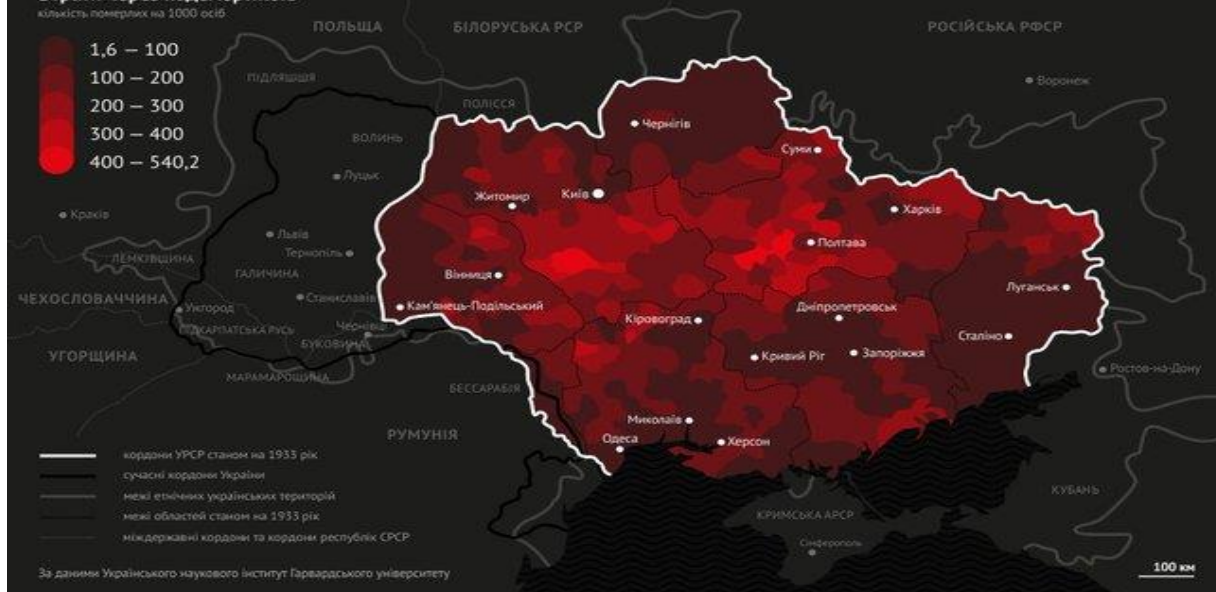 кількість померлих на 1000 осіб
1,6 — 100
100 — 200
200 — 300
300 — 400
400 — 540,2
ПОЛЬЩА
БІЛОРУСЬКА РСР
РОСІЙСЬКА РФСР
ПІДЛЯШШЯ
ПОЛІССЯ
Воронеж
ВОЛИНЬ
Чернігів
Суми
Луцьк
Житомир
Київ
Харків
Краків
Львів
Тернопіль
Полтава
ЛЕМКІВЩИНА
ГАЛИЧИНА
Вінниця
Луганськ
ЧЕХОСЛОВАЧЧИНА
Ужгород
Станиславів
Кам'янець-Подільський
Дніпропетровськ
Кіровоград
ПІДКАРПАТСЬКА РУСЬ
Чернівці
БУКОВИНА
Сталіно
УГОРЩИНА
Кривий Ріг
Запоріжжя
МАРАМОРОЩИНА
БЕССАРАБІЯ
Ростов-на-Дону
Миколаїв
Одеса
Херсон
РУМУНІЯ
кордони УРСР станом на 1933 рік
сучасні кордони України
межі етнічних українських територій
межі областей станом на 1933 рік
міждержавні кордони та кордони республік СРСР
КУБАНЬ
КРИМСЬКА АРСР
Сімферополь
За даними Українського наукового інститут Гарвардського університету
100 км